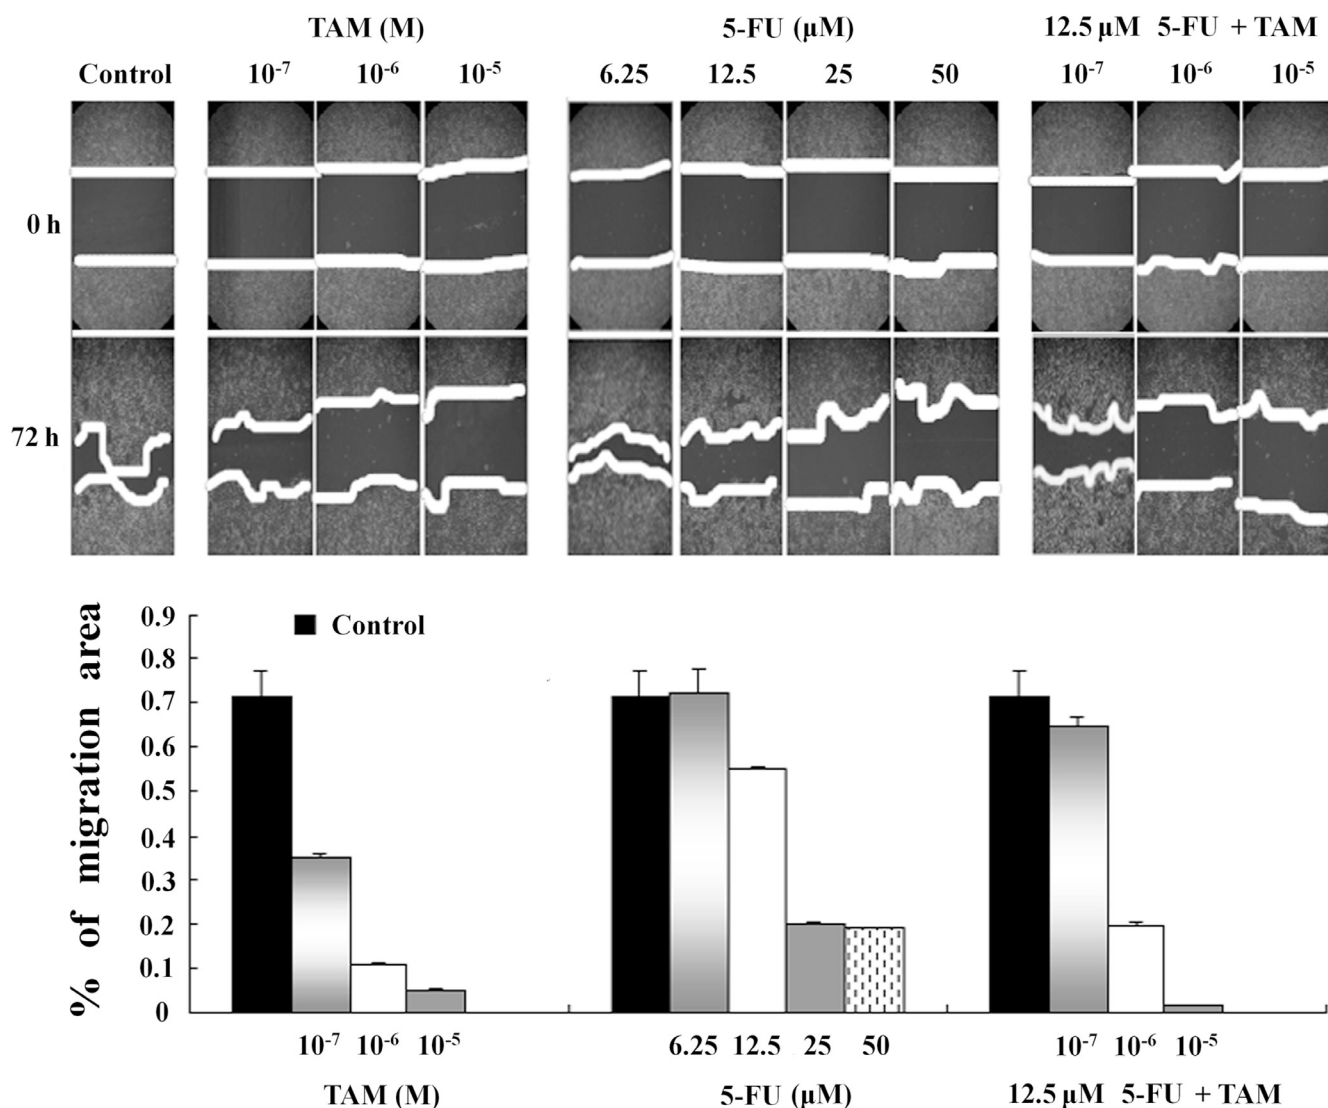 TAM (M) 5-FU (μM) 12.5 μM 5-FU + TAM
Control 10⁻⁷ 10⁻⁶ 10⁻⁵ 6.25 12.5 25 50 10⁻⁷ 10⁻⁶ 10⁻⁵
0 h
72 h
% of migration area
0.9
Control
0.8
0.7
0.6
0.5
0.4
0.3
0.2
0.1
0
10⁻⁷ 10⁻⁶ 10⁻⁵ 6.25 12.5 25 50 10⁻⁷ 10⁻⁶ 10⁻⁵
TAM (M) 5-FU (μM) 12.5 μM 5-FU + TAM